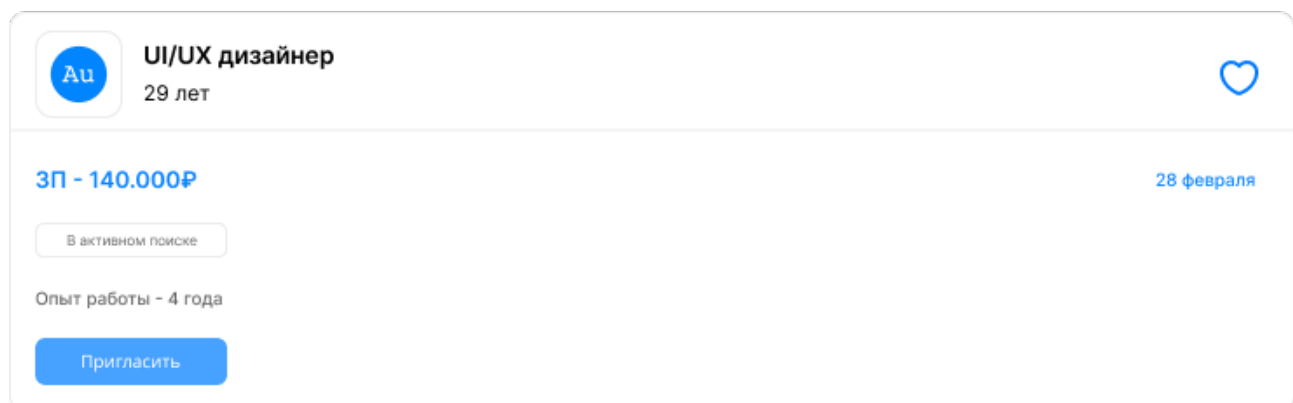 Au
UI/UX дизайнер
29 лет
ЗП - 140.000₽
28 февраля
В активном поиске
Опыт работы - 4 года
Пригласить